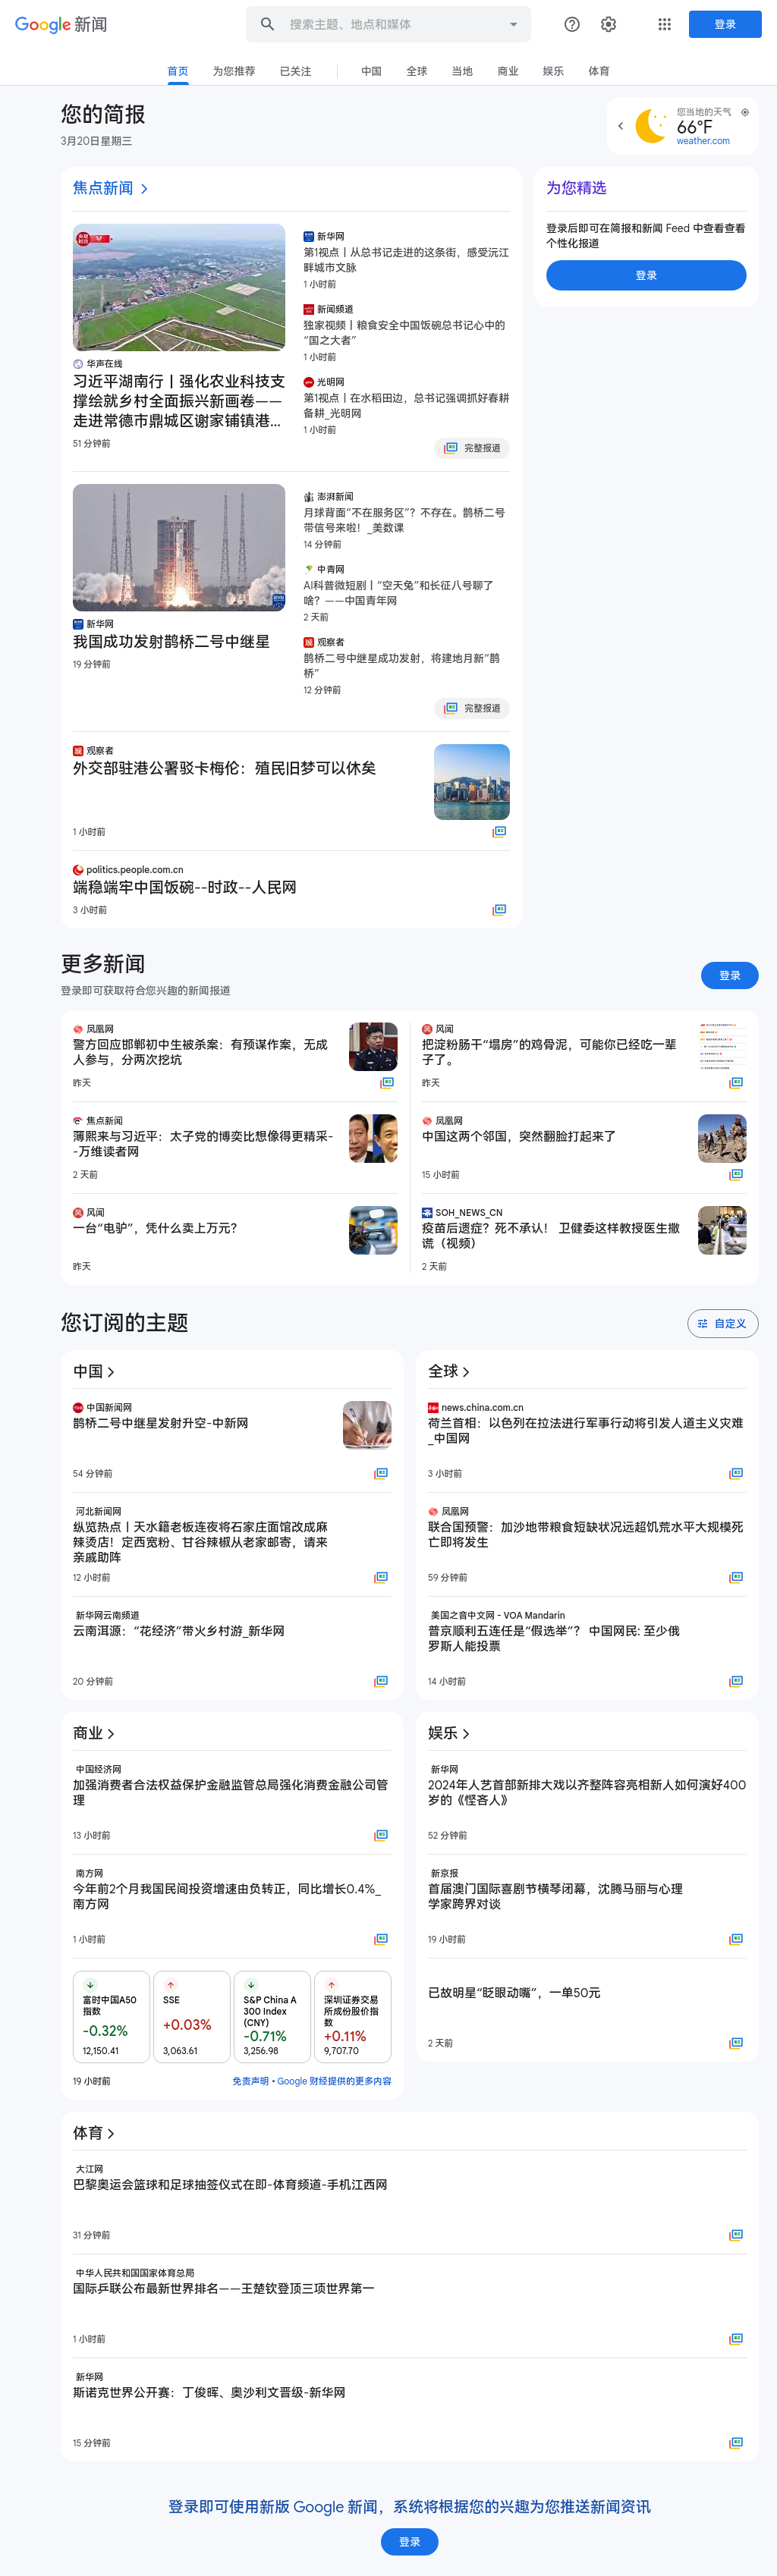 Google 新闻
搜索主题、地点和媒体
登录
首页
为您推荐
已关注
中国
全球
当地
商业
娱乐
体育
您的简报
3月20日星期三
您当地的天气
66°F
weather.com
焦点新闻
华声在线
习近平湖南行丨强化农业科技支
撑绘就乡村全面振兴新画卷——
走进常德市鼎城区谢家铺镇港...
51 分钟前
新华网
第1视点丨从总书记走进的这条街，感受沅江
畔城市文脉
1 小时前
新闻频道
独家视频丨粮食安全中国饭碗总书记心中的
“国之大者”
1 小时前
光明网
第1视点丨在水稻田边，总书记强调抓好春耕
备耕_光明网
1 小时前
完整报道
为您精选
登录后即可在简报和新闻 Feed 中查看查看
个性化报道
登录
新华网
我国成功发射鹊桥二号中继星
19 分钟前
澎湃新闻
月球背面“不在服务区”？不存在。鹊桥二号
带信号来啦！_美数课
14 分钟前
中青网
AI科普微短剧丨“空天兔”和长征八号聊了
啥？——中国青年网
2 天前
观察者
鹊桥二号中继星成功发射，将建地月新“鹊
桥”
12 分钟前
完整报道
观察者
外交部驻港公署驳卡梅伦：殖民旧梦可以休矣
1 小时前
politics.people.com.cn
端稳端牢中国饭碗--时政--人民网
3 小时前
更多新闻
登录即可获取符合您兴趣的新闻报道
登录
凤凰网
警方回应邯郸初中生被杀案：有预谋作案，无成
人参与，分两次挖坑
昨天
风闻
把淀粉肠干“塌房”的鸡骨泥，可能你已经吃一辈
子了。
昨天
焦点新闻
薄熙来与习近平：太子党的博奕比想像得更精采-
-万维读者网
2 天前
凤凰网
中国这两个邻国，突然翻脸打起来了
15 小时前
风闻
一台“电驴”，凭什么卖上万元？
昨天
SOH_NEWS_CN
疫苗后遗症？死不承认！ 卫健委这样教授医生撒
谎（视频）
2 天前
您订阅的主题
自定义
中国
中国新闻网
鹊桥二号中继星发射升空-中新网
54 分钟前
河北新闻网
纵览热点丨天水籍老板连夜将石家庄面馆改成麻
辣烫店！定西宽粉、甘谷辣椒从老家邮寄，请来
亲戚助阵
12 小时前
新华网云南频道
云南洱源：“花经济”带火乡村游_新华网
20 分钟前
全球
news.china.com.cn
荷兰首相：以色列在拉法进行军事行动将引发人道主义灾难
_中国网
3 小时前
凤凰网
联合国预警：加沙地带粮食短缺状况远超饥荒水平大规模死
亡即将发生
59 分钟前
美国之音中文网 - VOA Mandarin
普京顺利五连任是“假选举”？ 中国网民: 至少俄
罗斯人能投票
14 小时前
商业
中国经济网
加强消费者合法权益保护金融监管总局强化消费金融公司管
理
13 小时前
南方网
今年前2个月我国民间投资增速由负转正，同比增长0.4%_
南方网
1 小时前
富时中国A50
指数
-0.32%
12,150.41
SSE
+0.03%
3,063.61
S&P China A
300 Index
(CNY)
-0.71%
3,256.98
深圳证券交易
所成份股价指
数
+0.11%
9,707.70
19 小时前
免责声明 • Google 财经提供的更多内容
娱乐
新华网
2024年人艺首部新排大戏以齐整阵容亮相新人如何演好400
岁的《悭吝人》
52 分钟前
新京报
首届澳门国际喜剧节横琴闭幕，沈腾马丽与心理
学家跨界对谈
19 小时前
已故明星“眨眼动嘴”，一单50元
2 天前
体育
大江网
巴黎奥运会篮球和足球抽签仪式在即-体育频道-手机江西网
31 分钟前
中华人民共和国国家体育总局
国际乒联公布最新世界排名——王楚钦登顶三项世界第一
1 小时前
新华网
斯诺克世界公开赛：丁俊晖、奥沙利文晋级-新华网
15 分钟前
登录即可使用新版 Google 新闻，系统将根据您的兴趣为您推送新闻资讯
登录